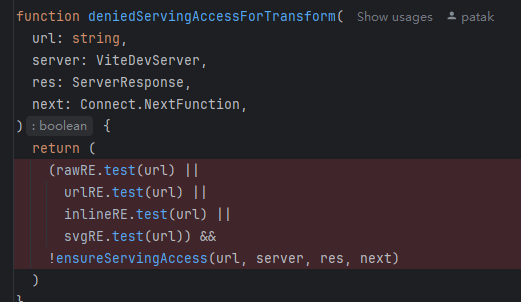 function deniedServingAccessForTransform( Show usages patak
url: string,
server: ViteDevServer,
res: ServerResponse,
next: Connect.NextFunction,
) : boolean {
return (
(rawRE.test(url) ||
urlRE.test(url) ||
inlineRE.test(url) ||
svgRE.test(url)) &&
!ensureServingAccess(url, server, res, next)
)
}